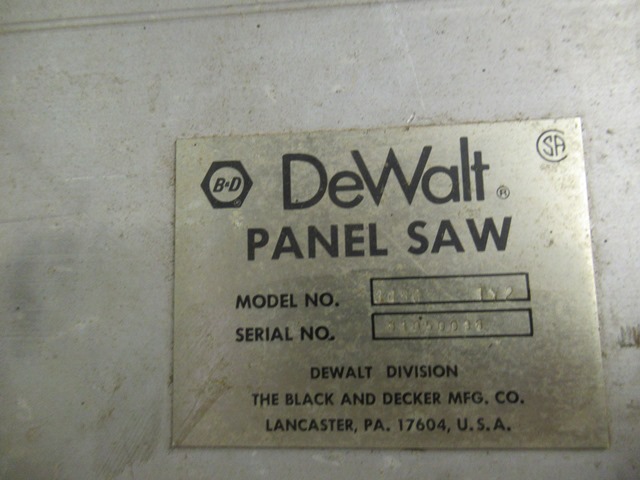 B&D DeWalt® SA
PANEL SAW
MODEL NO.
SERIAL NO.
DEWALT DIVISION
THE BLACK AND DECKER MFG. CO.
LANCASTER, PA. 17604, U.S.A.